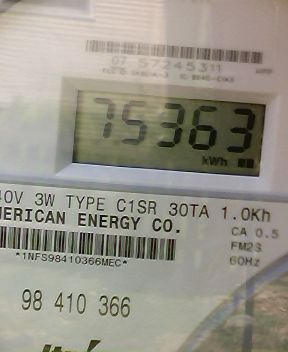 07 57245311
75363
kWh
40V 3W TYPE C1SR 30TA 1.0Kh
MERICAN ENERGY CO.
CA 0.5
FM2S
60Hz
*1NFS98410366MEC*
98 410 366